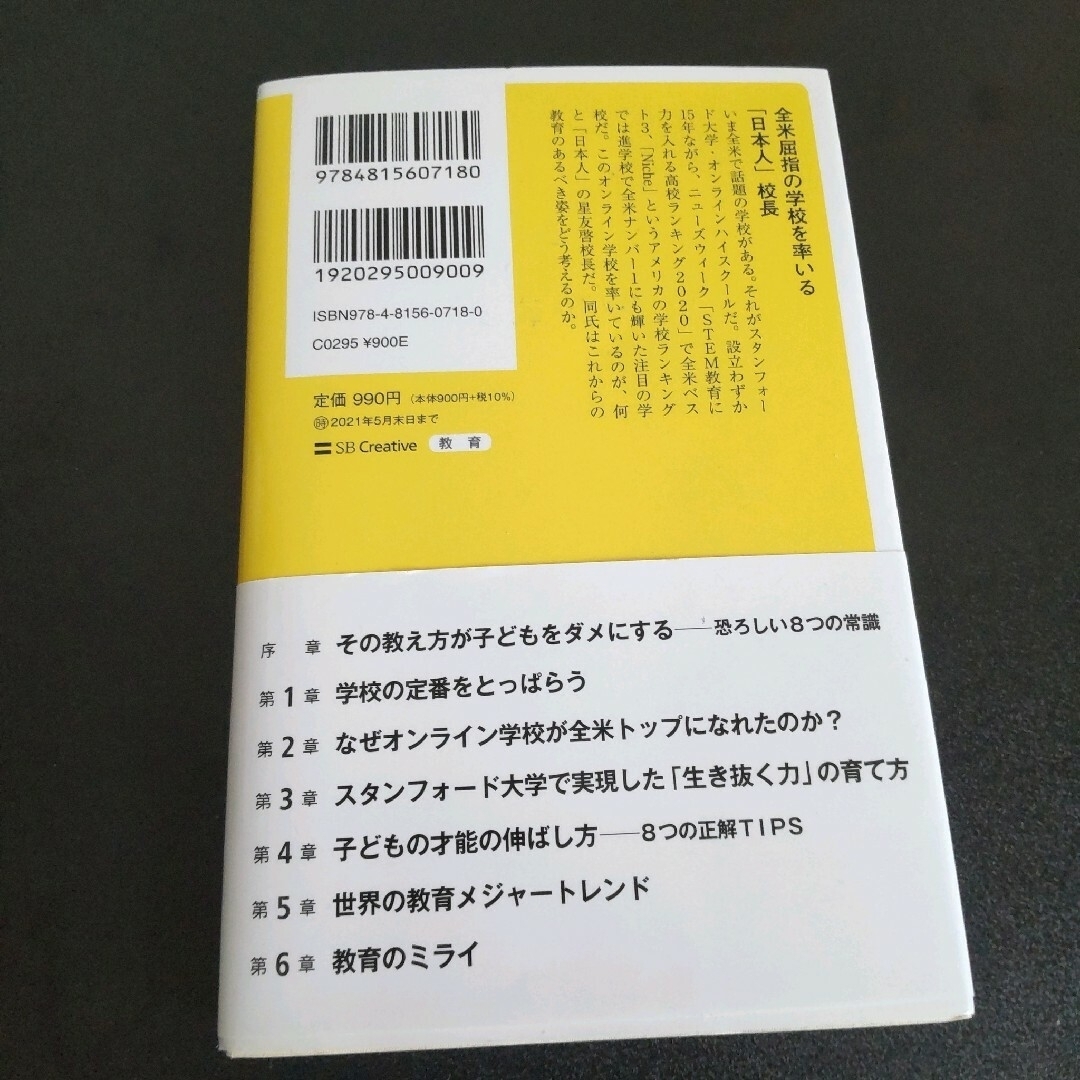 全米屈指の学校を率いる
「日本人」校長
いま全米で話題の学校がある。それがスタンフォー
ド大学・オンラインハイスクールだ。設立わずか
15年ながら、ニューズウィーク「STEM教育に
力を入れる高校ランキング2020」で全米ベス
ト3、「Niche」というアメリカの学校ランキング
では進学校で全米ナンバー1にも輝いた注目の学
校だ。このオンライン学校を率いているのが、何
と「日本人」の星友啓校長だ。同氏はこれからの
教育のあるべき姿をどう考えるのか。
9784815607180
1920295009009
ISBN978-4-8156-0718-0
C0295 ¥900E
定価 990円（本体900円+税10%）
㊕2021年5月末日まで
SB Creative 教育
序 章 その教え方が子どもをダメにする――恐ろしい8つの常識
第1章 学校の定番をとっぱらう
第2章 なぜオンライン学校が全米トップになれたのか？
第3章 スタンフォード大学で実現した「生き抜く力」の育て方
第4章 子どもの才能の伸ばし方――8つの正解TIPS
第5章 世界の教育メジャートレンド
第6章 教育のミライ